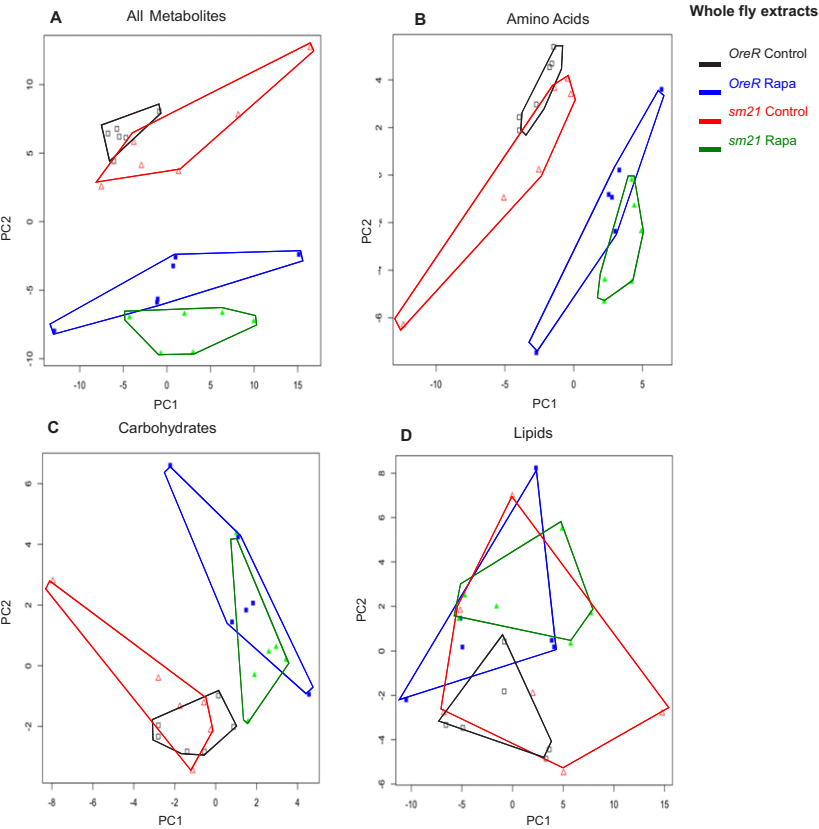 A
All Metabolites
PC2
10
5
0
-5
-10
-10
-5
0
5
10
15
PC1
B
Amino Acids
PC2
4
2
-6
-10
-5
0
5
PC1
Whole fly extracts
OreR Control
OreR Rapa
sm21 Control
sm21 Rapa
C
Carbohydrates
PC2
6
4
2
0
-2
-8
-6
-4
-2
0
2
4
PC1
D
Lipids
PC2
8
6
4
2
0
-2
-4
-6
-10
-5
0
5
10
15
PC1